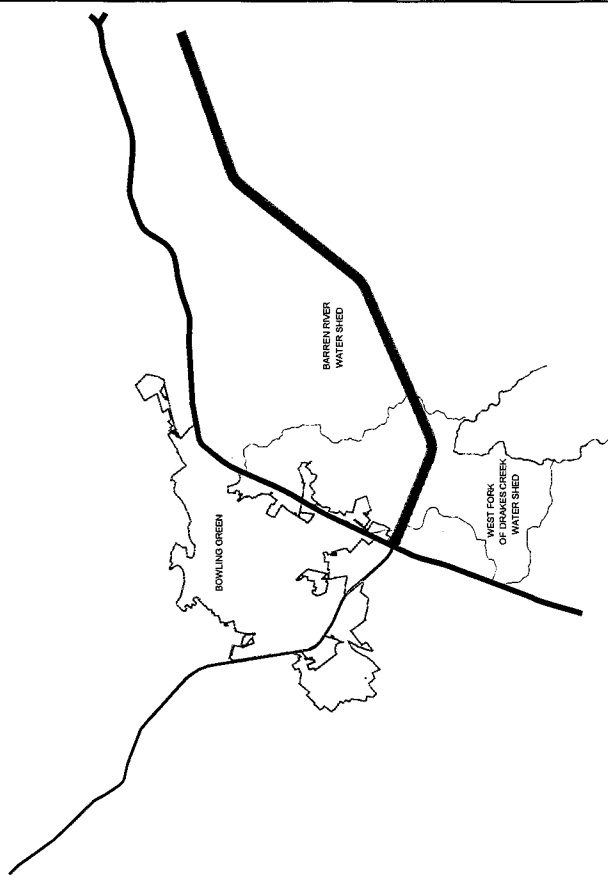 BOWLING GREEN
BARREN RIVER
WATER SHED
WEST FORK
OF DRAKES CREEK
WATER SHED